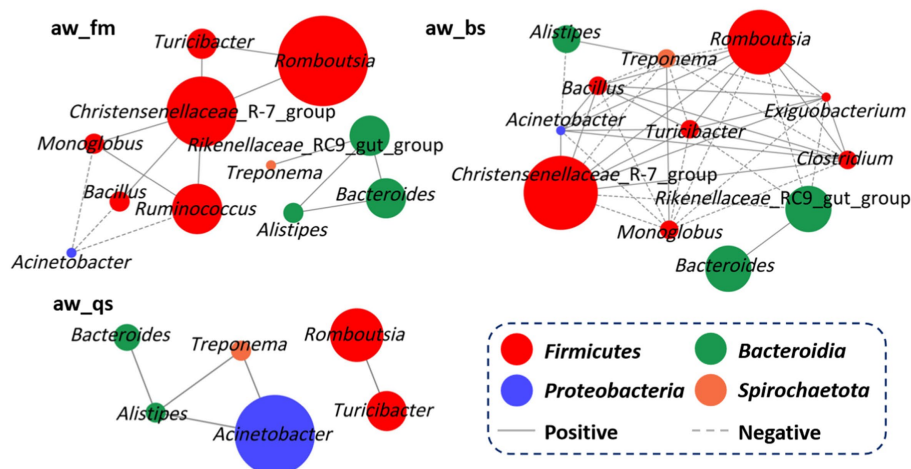 aw_fm
Turicibacter
Romboutsia
Christensenellaceae_R-7_group
Monoglobus
Rikenellaceae_RC9_gut_group
Treponema
Bacillus
Ruminococcus
Bacteroides
Alistipes
Acinetobacter
aw_bs
Alistipes
Romboutsia
Treponema
Bacillus
Exiguobacterium
Acinetobacter
Turicibacter
Clostridium
Christensenellaceae_R-7_group
Rikenellaceae_RC9_gut_group
Monoglobus
Bacteroides
aw_qs
Bacteroides
Treponema
Romboutsia
Alistipes
Turicibacter
Acinetobacter
Firmicutes
Bacteroidia
Proteobacteria
Spirochaetota
Positive
Negative